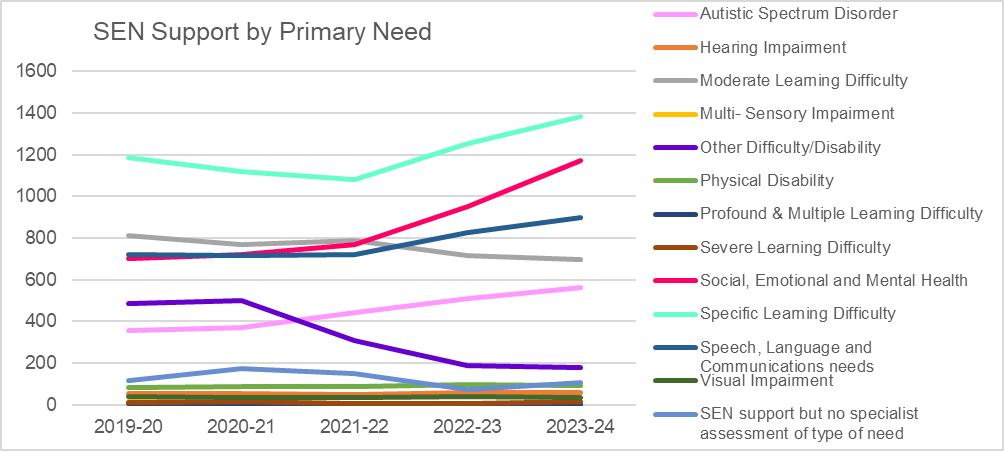 SEN Support by Primary Need
1600
1400
1200
1000
800
600
400
200
0
2019-20
2020-21
2021-22
2022-23
2023-24
Autistic Spectrum Disorder
Hearing Impairment
Moderate Learning Difficulty
Multi- Sensory Impairment
Other Difficulty/Disability
Physical Disability
Profound & Multiple Learning Difficulty
Severe Learning Difficulty
Social, Emotional and Mental Health
Specific Learning Difficulty
Speech, Language and
Communications needs
Visual Impairment
SEN support but no specialist
assessment of type of need